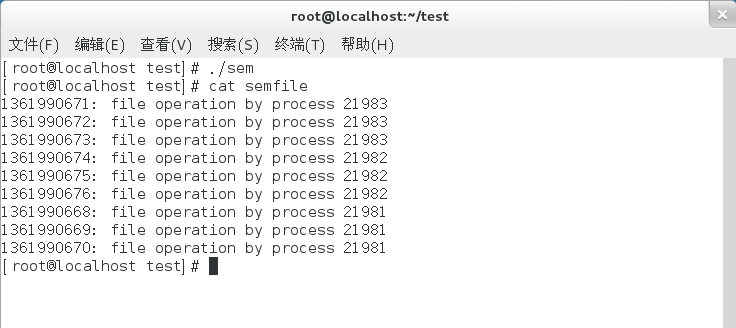 root@localhost:~/test
文件(F) 编辑(E) 查看(V) 搜索(S) 终端(T) 帮助(H)
[root@localhost test]# ./sem
[root@localhost test]# cat semfile
1361990671: file operation by process 21983
1361990672: file operation by process 21983
1361990673: file operation by process 21983
1361990674: file operation by process 21982
1361990675: file operation by process 21982
1361990676: file operation by process 21982
1361990668: file operation by process 21981
1361990669: file operation by process 21981
1361990670: file operation by process 21981
[root@localhost test]#